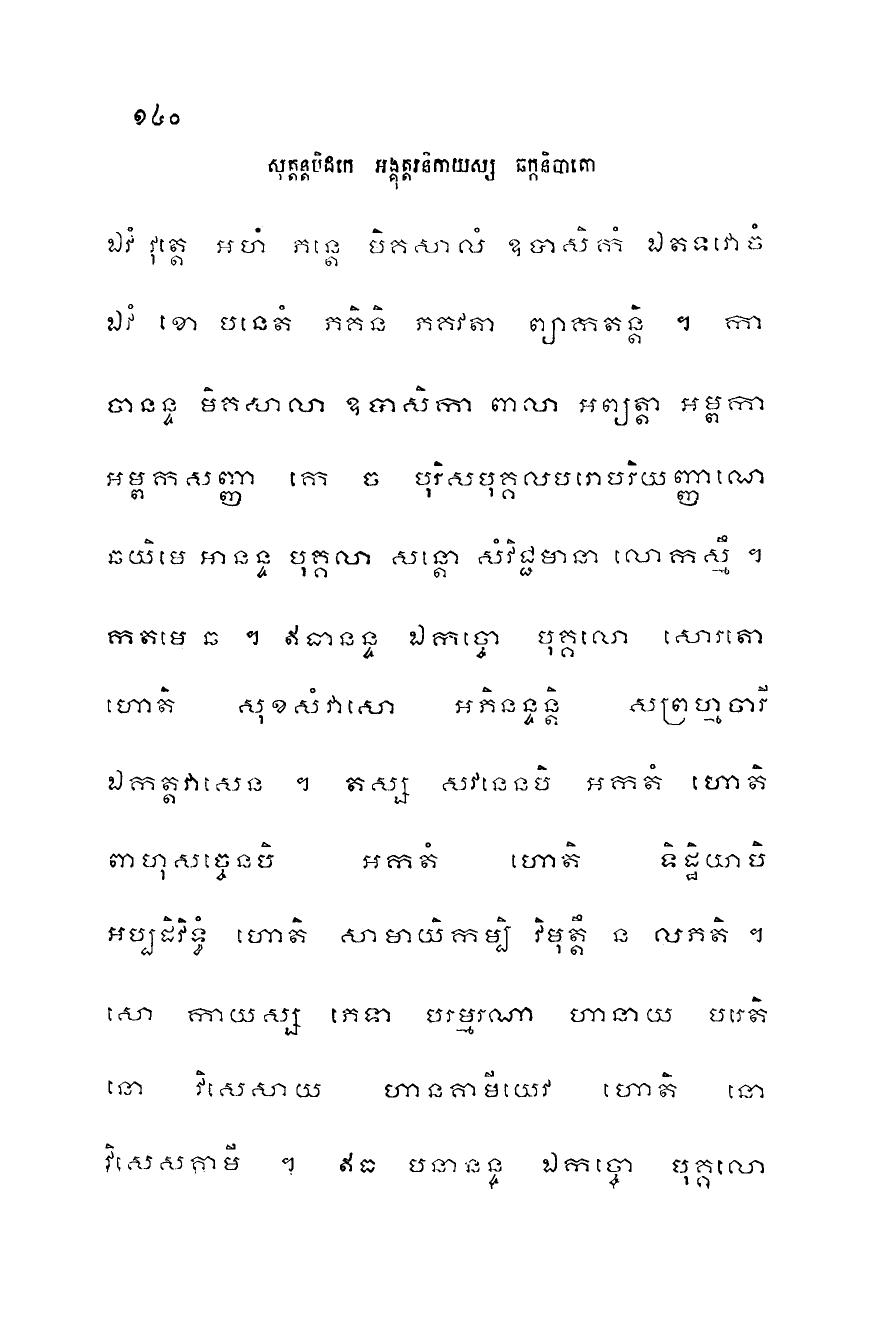 ១៤០
សុត្តន្តបិដកេ អង្គុត្តរនិកាយស្ស ឆក្កនិបាតោ
ឯវំ វុត្តេ អហំ ភន្តេ មិគសាលំ ឧបាសិកំ ឯតទវោចំ
ឯវំ ខោ បនេតំ ភគិនិ ភគវតា ព្យាកតន្តិ ។ កា
ចានន្ទ មិគសាលា ឧបាសិកា ពាលា អព្យត្តា អម្ពកា
អម្ពកសញ្ញា កេ ច បុរិសបុគ្គលបរោបរិយញ្ញាណេ
ឆយិមេ អានន្ទ បុគ្គលា សន្តោ សំវិជ្ជមានា លោកស្មឹ ។
កតមេ ឆ ។ ឥធានន្ទ ឯកច្ចោ បុគ្គលោ សោរតោ
ហោតិ សុខសំវាសោ អភិនន្ទន្តិ សព្រហ្មចារី
ឯកត្តវាសេន ។ តស្ស សវនេនបិ អកតំ ហោតិ
ពាហុសច្ចេនបិ អកតំ ហោតិ ទិដ្ឋិយាបិ
អប្បដិវិទ្ធំ ហោតិ សាមាយិកម្បិ វិមុត្តឹ ន លភតិ ។
សោ កាយស្ស ភេទា បរម្មរណា ហានាយ បរេតិ
នោ វិសេសាយ ហានគាមីយេវ ហោតិ នោ
វិសេសគាមី ។ ឥធ បនានន្ទ ឯកច្ចោ បុគ្គលោ